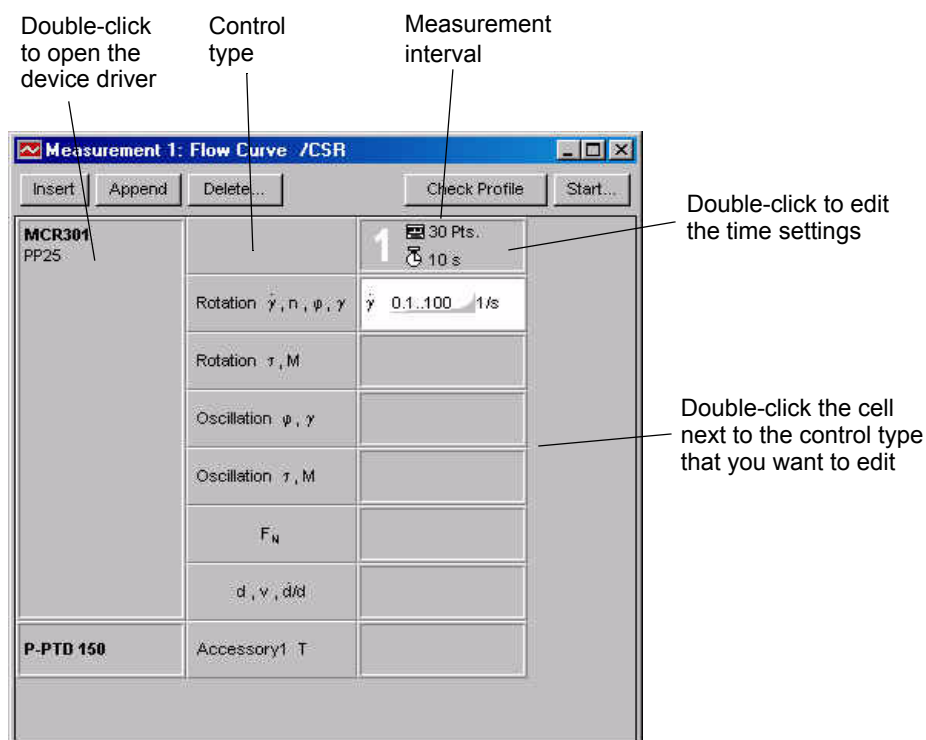 Double-click
to open the
device driver
Control
type
Measurement
interval
Measurement 1: Flow Curve /CSR
Insert Append Delete... Check Profile Start...
MCR301
PP25
1 30 Pts.
10 s
Double-click to edit
the time settings
Rotation γ̇ , n , φ , γ
γ̇ 0.1..100 1/s
Rotation τ , M
Oscillation φ , γ
Double-click the cell
next to the control type
that you want to edit
Oscillation τ , M
F_N
d , v , ḋ/d
P-PTD 150 Accessory1 T